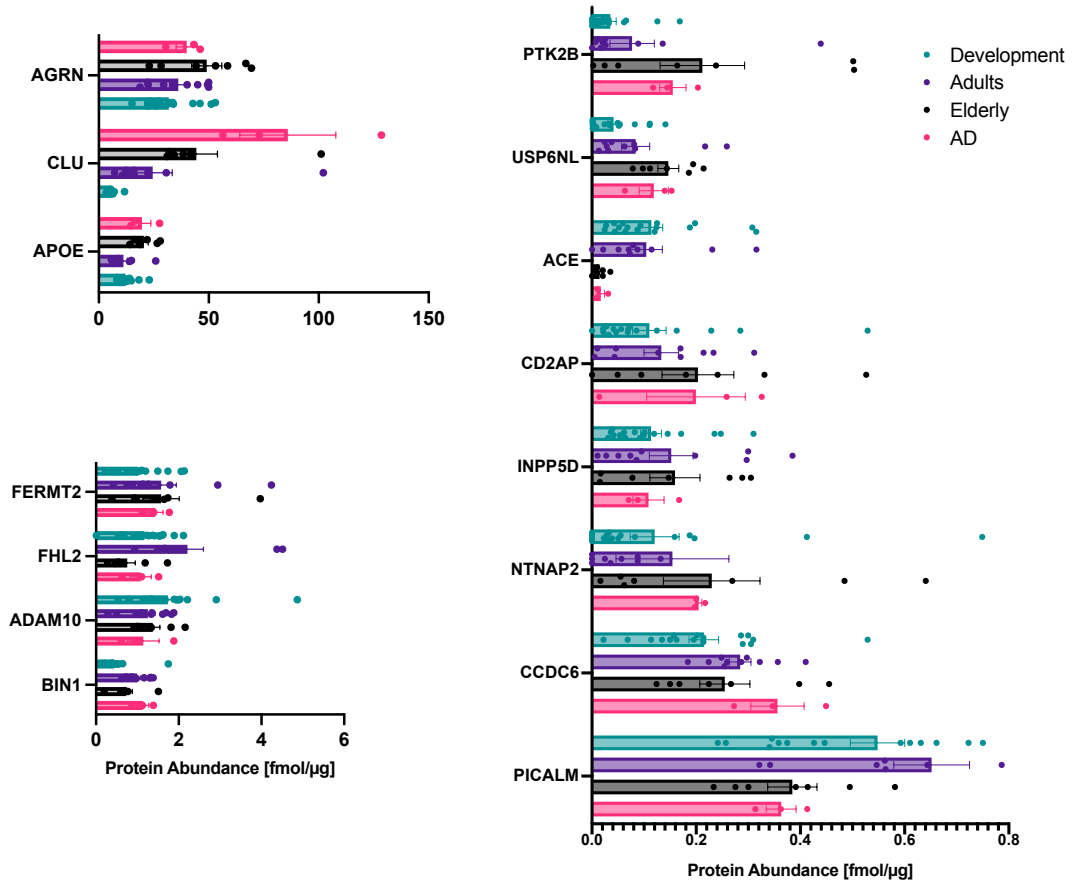 AGRN
CLU
APOE
0 50 100 150
FERMT2
FHL2
ADAM10
BIN1
0 2 4 6
Protein Abundance [fmol/µg]
PTK2B
USP6NL
ACE
CD2AP
INPP5D
NTNAP2
CCDC6
PICALM
0.0 0.2 0.4 0.6 0.8
Protein Abundance [fmol/µg]
Development
Adults
Elderly
AD